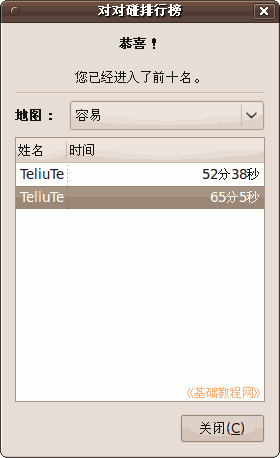 对对碰排行榜
恭喜！
您已经进入了前十名。
地图： 容易
姓名 时间
TeliuTe 52分38秒
TeliuTe 65分5秒
《基础教程网》
关闭(C)